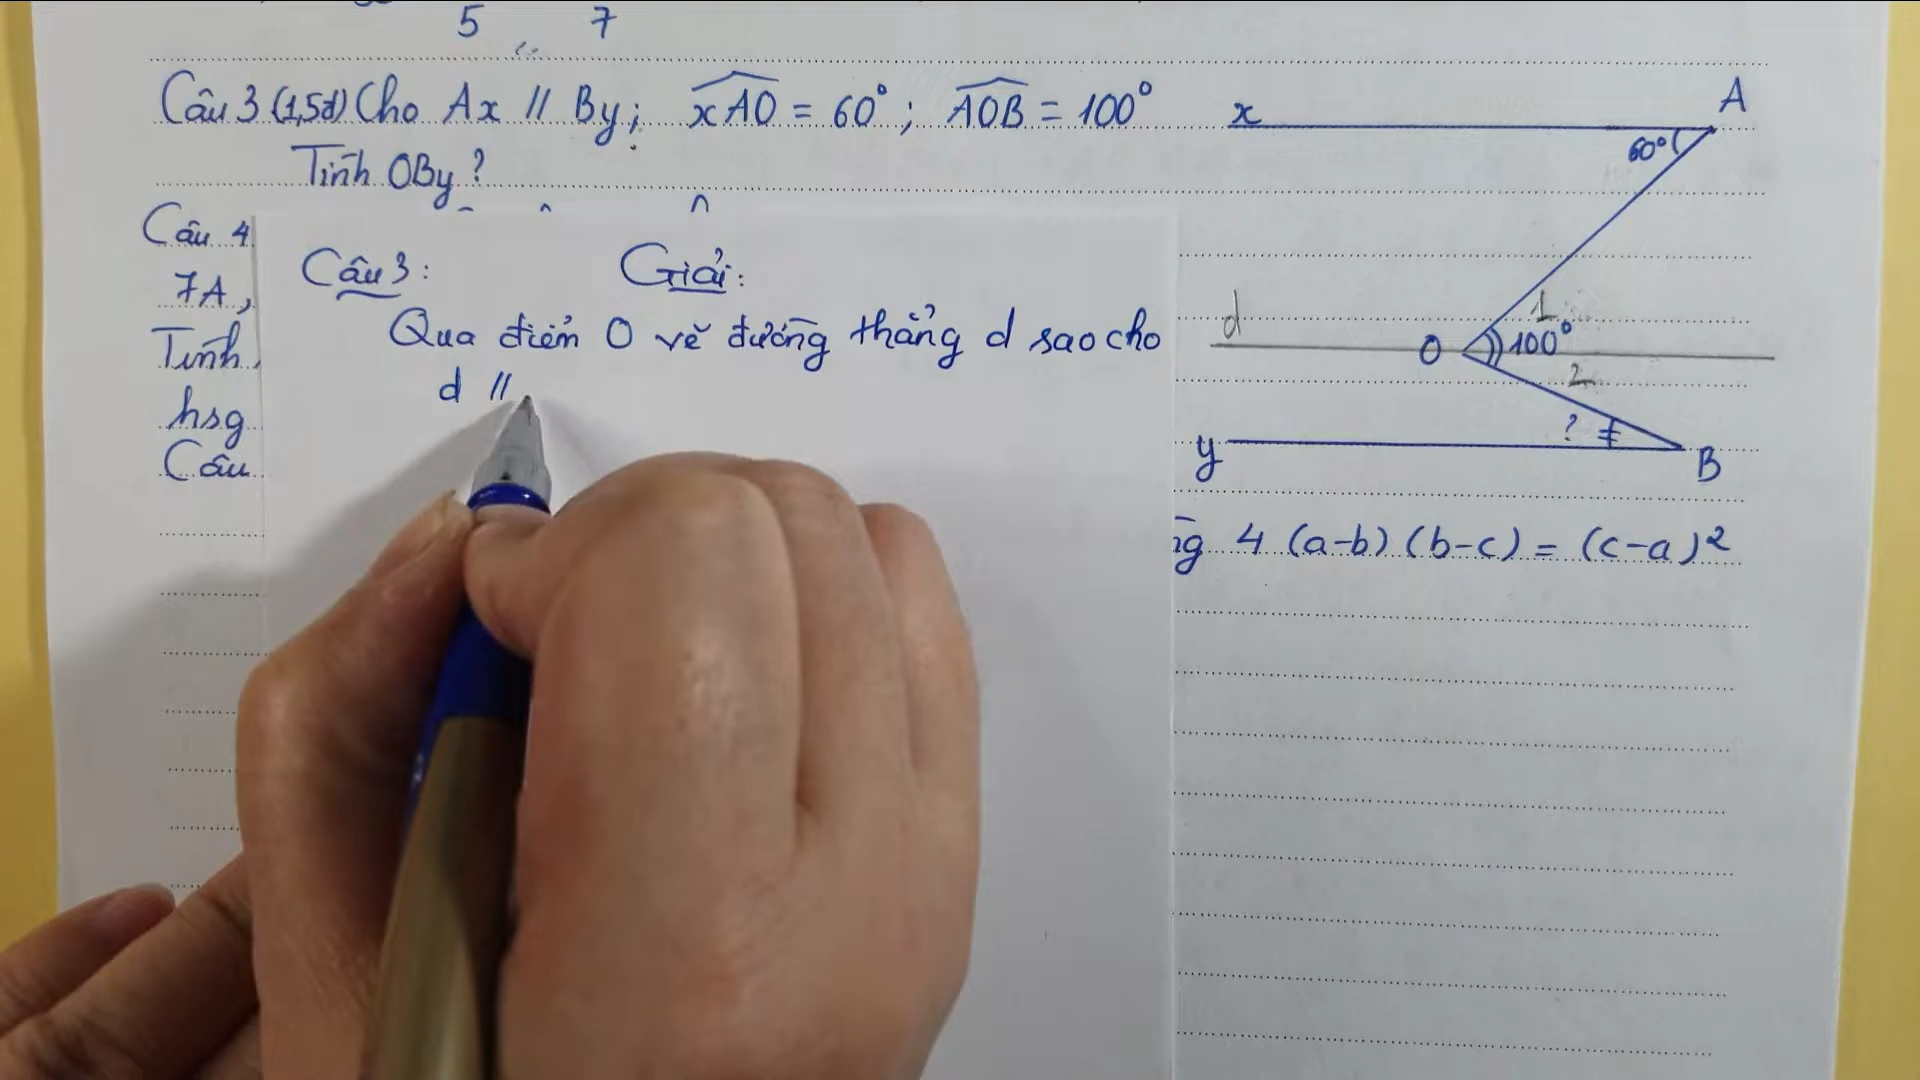 5 7
Câu 3 (1,5đ) Cho Ax // By; xAO = 60°; AOB = 100°
Tính OBy ?
Câu 4
7A,
Tính
hsg
Câu
Câu 3: Giải:
Qua điểm O vẽ đường thẳng d sao cho
d //
x A
60°
1
d
O 100°
2
?
y B
ng 4 (a-b) (b-c) = (c-a)²